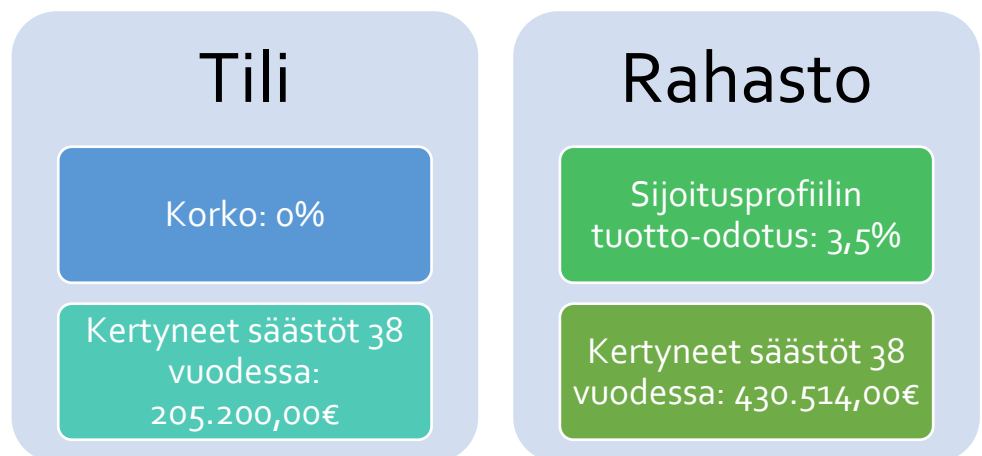 Tili
Korko: 0%
Kertyneet säästöt 38
vuodessa:
205.200,00€
Rahasto
Sijoitusprofiilin
tuotto-odotus: 3,5%
Kertyneet säästöt 38
vuodessa: 430.514,00€